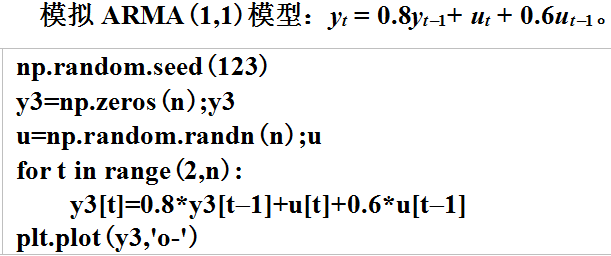 模拟 ARMA(1,1)模型：yt = 0.8yt–1+ ut + 0.6ut–1。
np.random.seed(123)
y3=np.zeros(n);y3
u=np.random.randn(n);u
for t in range(2,n):
y3[t]=0.8*y3[t–1]+u[t]+0.6*u[t–1]
plt.plot(y3,'o-')